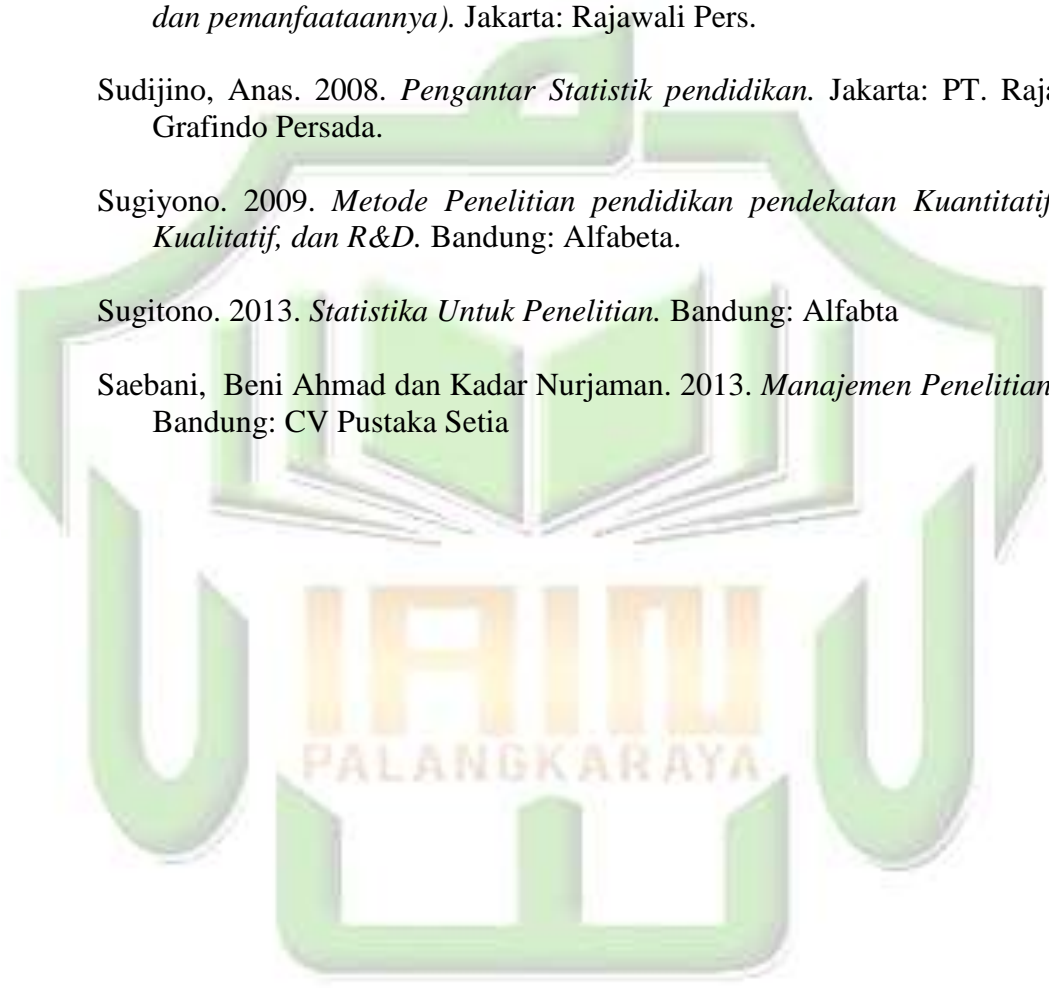 dan pemanfaataannya). Jakarta: Rajawali Pers.
Sudijino, Anas. 2008. Pengantar Statistik pendidikan. Jakarta: PT. Raja
Grafindo Persada.
Sugiyono. 2009. Metode Penelitian pendidikan pendekatan Kuantitatif
Kualitatif, dan R&D. Bandung: Alfabeta.
Sugitono. 2013. Statistika Untuk Penelitian. Bandung: Alfabta
Saebani, Beni Ahmad dan Kadar Nurjaman. 2013. Manajemen Penelitian
Bandung: CV Pustaka Setia
IAIN
PALANGKARAYA